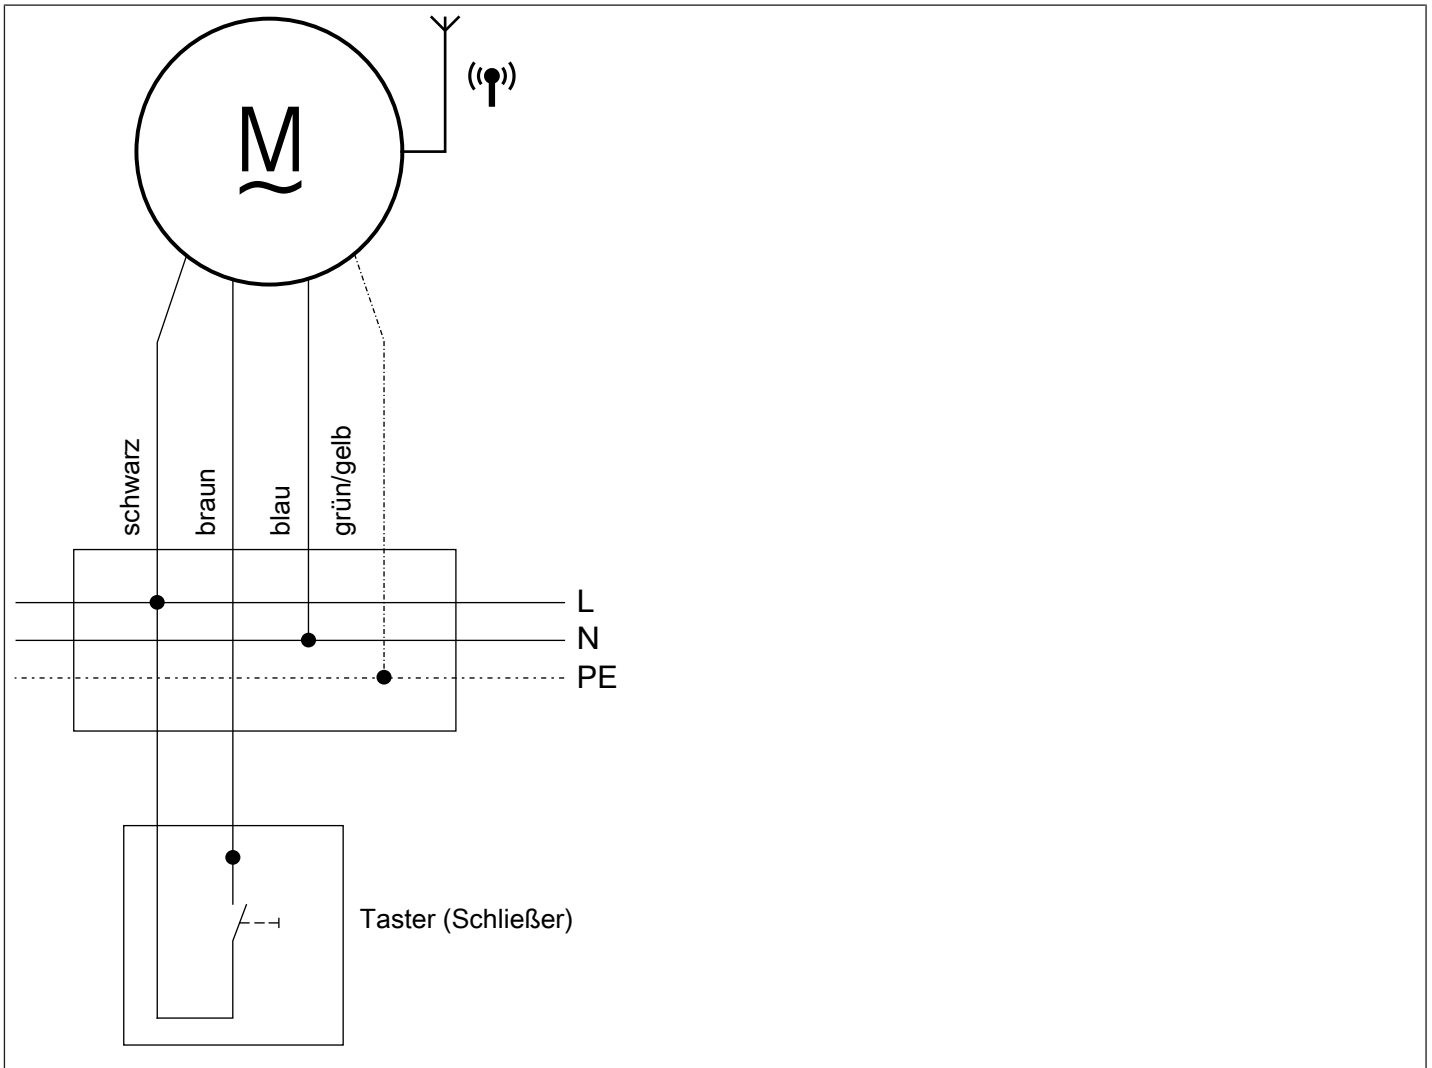 M
schwarz
braun
blau
grün/gelb
L
N
PE
Taster (Schließer)